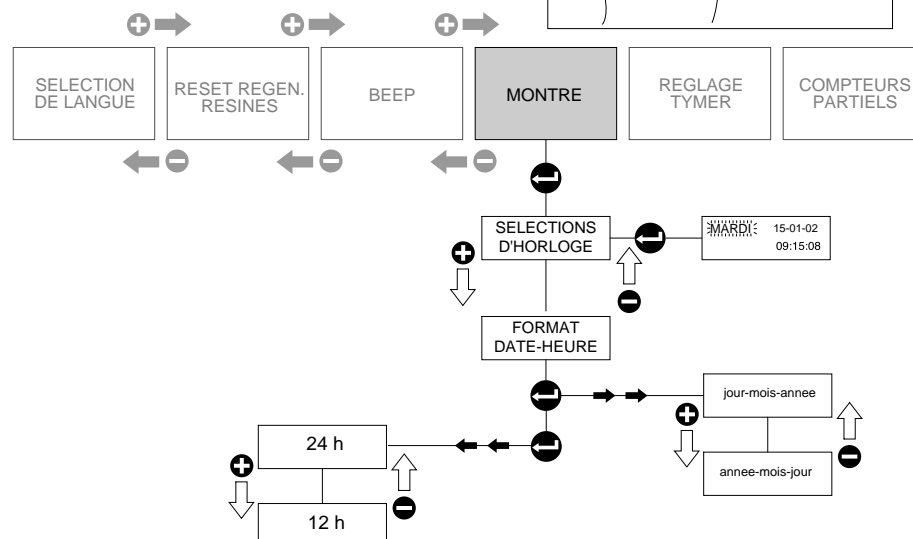 SELECTION
DE LANGUE
RESET REGEN.
RESINES
BEEP
MONTRE
REGLAGE
TYMER
COMPTEURS
PARTIELS
SELECTIONS
D'HORLOGE
MARDI 15-01-02
09:15:08
FORMAT
DATE-HEURE
jour-mois-annee
annee-mois-jour
24 h
12 h